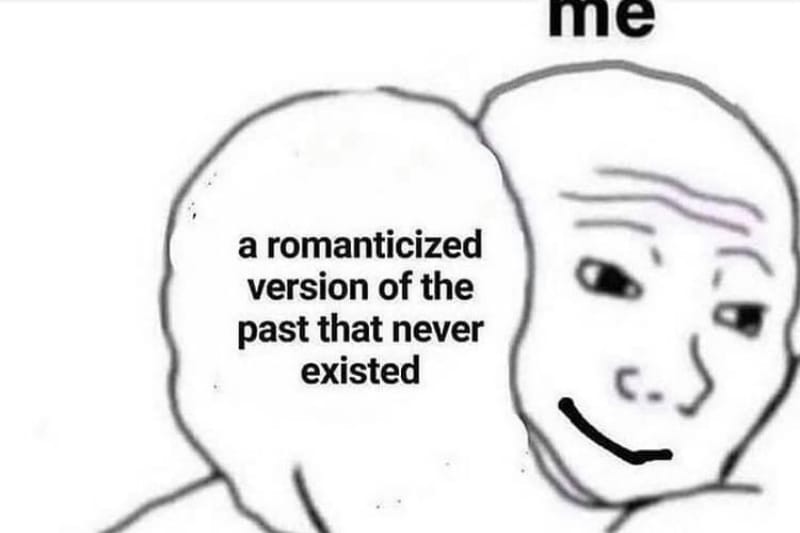 me
a romanticized
version of the
past that never
existed